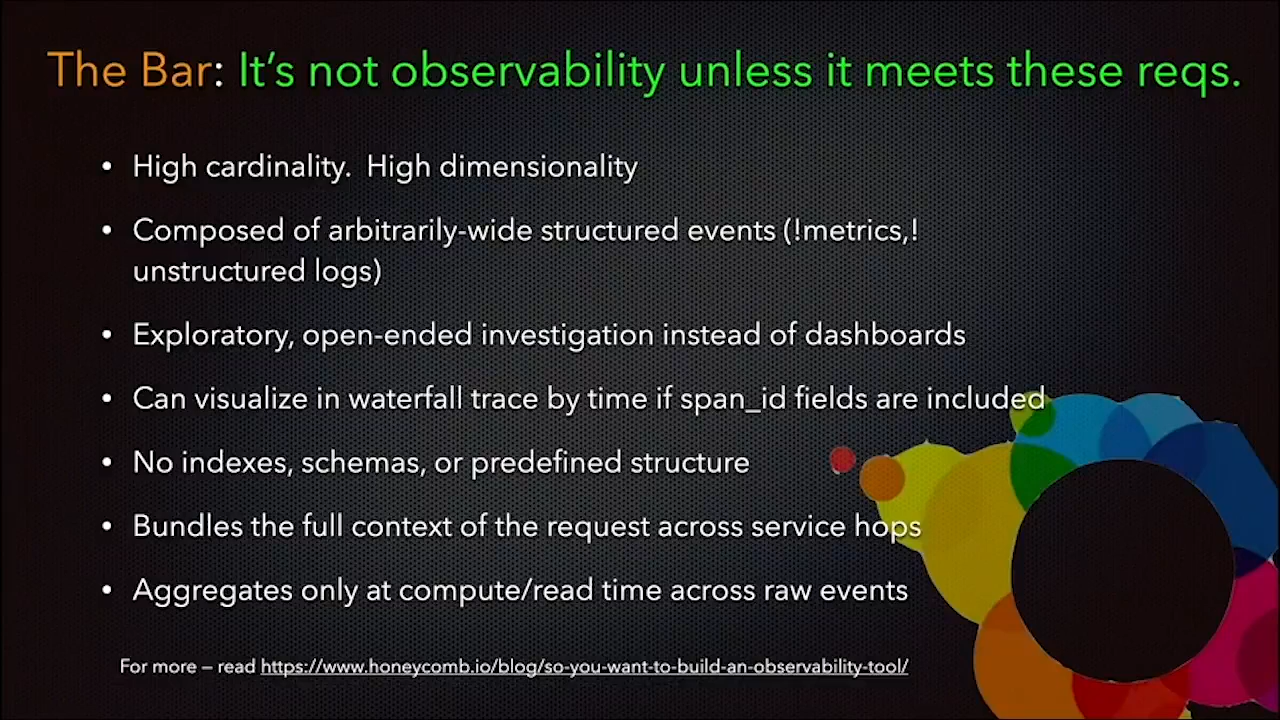 The Bar: It's not observability unless it meets these reqs.
• High cardinality.  High dimensionality
• Composed of arbitrarily-wide structured events (!metrics,!
unstructured logs)
• Exploratory, open-ended investigation instead of dashboards
• Can visualize in waterfall trace by time if span_id fields are included
• No indexes, schemas, or predefined structure
• Bundles the full context of the request across service hops
• Aggregates only at compute/read time across raw events
For more – read https://www.honeycomb.io/blog/so-you-want-to-build-an-observability-tool/